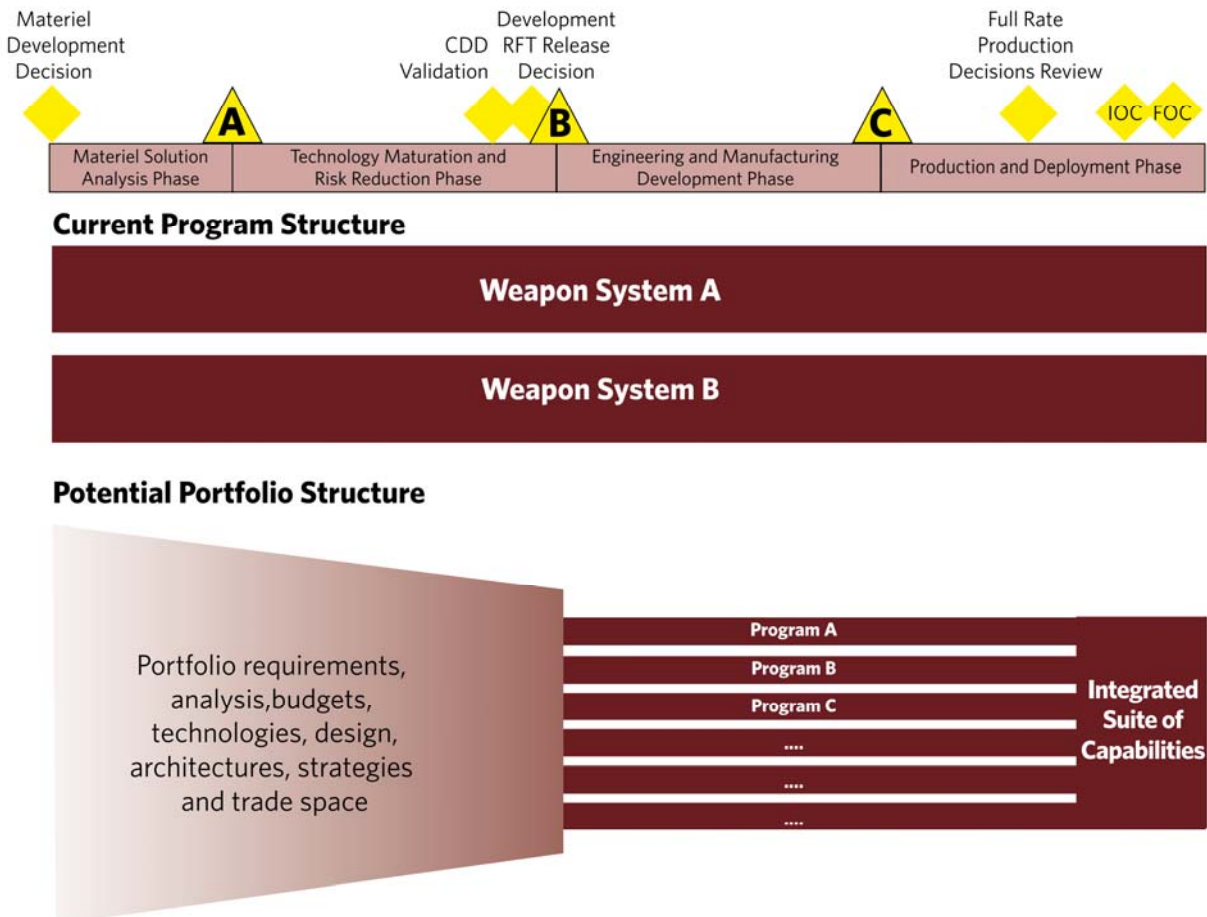 Materiel
Development
Decision
CDD
Validation
Development
RFT Release
Decision
Full Rate
Production
Decisions Review
A
B
C
IOC
FOC
Materiel Solution
Analysis Phase
Technology Maturation and
Risk Reduction Phase
Engineering and Manufacturing
Development Phase
Production and Deployment Phase
Current Program Structure
Weapon System A
Weapon System B
Potential Portfolio Structure
Portfolio requirements,
analysis,budgets,
technologies, design,
architectures, strategies
and trade space
Program A
Program B
Program C
....
....
....
Integrated
Suite of
Capabilities